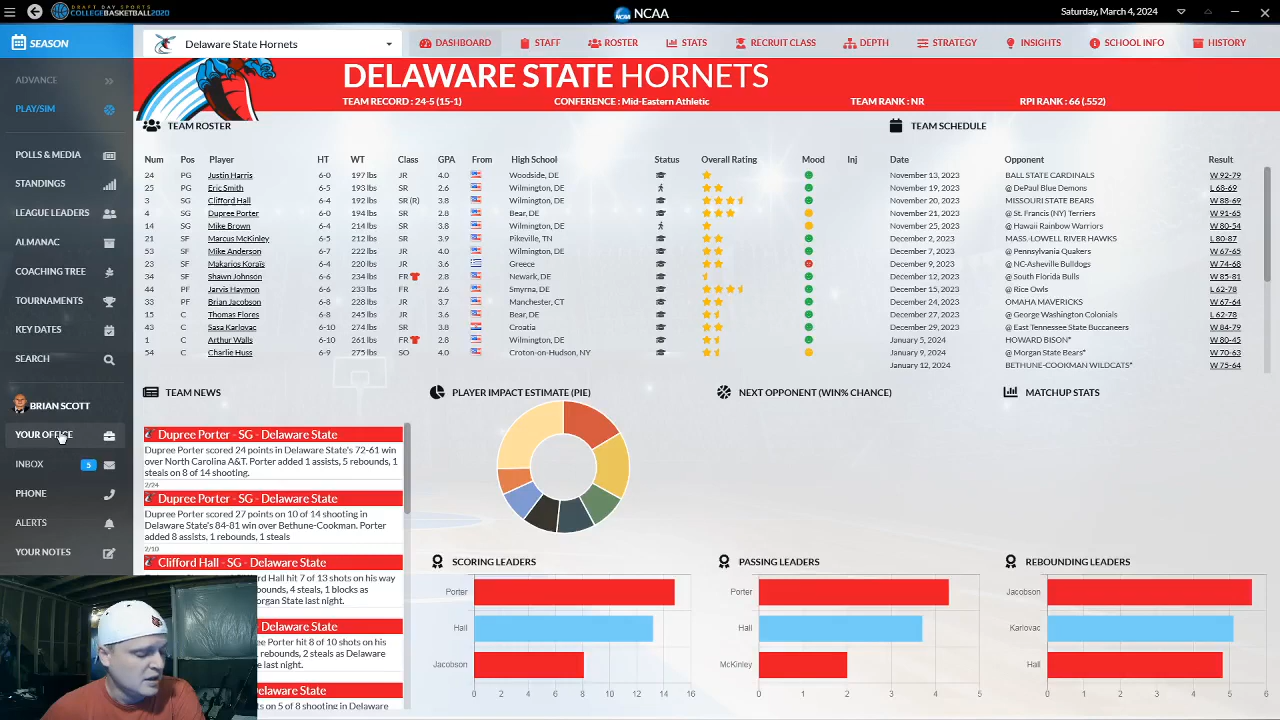 DRAFT DAY SPORTS
COLLEGE BASKETBALL 2020
NCAA
Saturday, March 4, 2024
SEASON
Delaware State Hornets
DASHBOARD
STAFF
ROSTER
STATS
RECRUIT CLASS
DEPTH
STRATEGY
INSIGHTS
SCHOOL INFO
HISTORY
ADVANCE
PLAY/SIM
POLLS & MEDIA
STANDINGS
LEAGUE LEADERS
ALMANAC
COACHING TREE
TOURNAMENTS
KEY DATES
SEARCH
BRIAN SCOTT
YOUR OFFICE
INBOX 5
PHONE
ALERTS
YOUR NOTES
DELAWARE STATE HORNETS
TEAM RECORD : 24-5 (15-1)
CONFERENCE : Mid-Eastern Athletic
TEAM RANK : NR
RPI RANK : 66 (.552)
TEAM ROSTER
Num Pos Player HT WT Class GPA From High School Status Overall Rating Mood Inj
24 PG Justin Harris 6-0 197 lbs JR 4.0 Woodside, DE
25 PG Eric Smith 6-5 193 lbs SR 2.6 Wilmington, DE
3 SG Clifford Hall 6-4 192 lbs SR (R) 3.8 Wilmington, DE
4 SG Dupree Porter 6-0 194 lbs SR 2.8 Bear, DE
14 SG Mike Brown 6-4 214 lbs SR 3.8 Wilmington, DE
21 SF Marcus McKinley 6-5 212 lbs SR 3.9 Pikeville, TN
53 SF Mike Anderson 6-7 222 lbs JR 4.0 Wilmington, DE
23 SF Makarios Korais 6-4 220 lbs JR 3.8 Greece
34 SF Shawn Johnson 6-6 234 lbs FR 2.8 Newark, DE
44 PF Jarvis Haymon 6-6 233 lbs FR 2.6 Smyrna, DE
33 PF Brian Jacobson 6-8 228 lbs JR 3.7 Manchester, CT
15 C Thomas Flores 6-8 245 lbs JR 3.6 Bear, DE
43 C Sasa Karlovac 6-10 274 lbs SR 3.8 Croatia
1 C Arthur Walls 6-10 261 lbs FR 2.8 Wilmington, DE
54 C Charlie Huss 6-9 275 lbs SO 4.0 Croton-on-Hudson, NY
TEAM SCHEDULE
Date Opponent Result
November 13, 2023 BALL STATE CARDINALS W 92-79
November 19, 2023 @ DePaul Blue Demons L 68-69
November 20, 2023 MISSOURI STATE BEARS W 88-69
November 21, 2023 @ St. Francis (NY) Terriers W 91-65
November 25, 2023 @ Hawaii Rainbow Warriors W 80-54
December 2, 2023 MASS.-LOWELL RIVER HAWKS L 80-87
December 7, 2023 @ Pennsylvania Quakers W 67-65
December 9, 2023 @ NC-Asheville Bulldogs W 74-68
December 12, 2023 @ South Florida Bulls W 85-81
December 15, 2023 @ Rice Owls L 62-78
December 24, 2023 OMAHA MAVERICKS W 67-64
December 27, 2023 @ George Washington Colonials L 62-78
December 29, 2023 @ East Tennessee State Buccaneers W 84-79
January 5, 2024 HOWARD BISON* W 80-45
January 9, 2024 @ Morgan State Bears* W 70-63
January 12, 2024 BETHUNE-COOKMAN WILDCATS* W 75-64
TEAM NEWS
Dupree Porter - SG - Delaware State
Dupree Porter scored 24 points in Delaware State's 72-61 win
over North Carolina A&T. Porter added 1 assists, 5 rebounds, 1
steals on 8 of 14 shooting.
2/24
Dupree Porter - SG - Delaware State
Dupree Porter scored 27 points on 10 of 14 shooting in
Delaware State's 84-81 win over Bethune-Cookman. Porter
added 8 assists, 1 rebounds, 1 steals
2/10
Clifford Hall - SG - Delaware State
rd Hall hit 7 of 13 shots on his way
rebounds, 4 steals, 1 blocks as
organ State last night.
Delaware State
ee Porter hit 8 of 10 shots on his
rebounds, 2 steals as Delaware
e last night.
Delaware State
s on 5 of 8 shooting in Delaware
PLAYER IMPACT ESTIMATE (PIE)
NEXT OPPONENT (WIN% CHANCE)
MATCHUP STATS
SCORING LEADERS
Porter
Hall
Jacobson
0 2 4 6 8 10 12 14 16
PASSING LEADERS
Porter
Hall
McKinley
0 1 2 3 4 5
REBOUNDING LEADERS
Jacobson
Karlovac
Hall
0 1 2 3 4 5 6